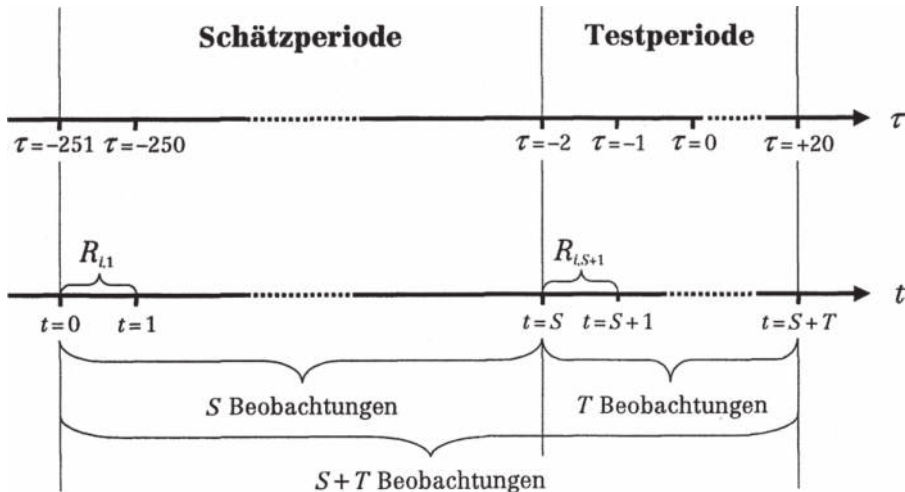 Schätzperiode Testperiode
τ
τ=−251 τ=−250 τ=−2 τ=−1 τ=0 τ=+20
R_{i,1} R_{i,S+1}
t
t=0 t=1 t=S t=S+1 t=S+T
S Beobachtungen T Beobachtungen
S+T Beobachtungen